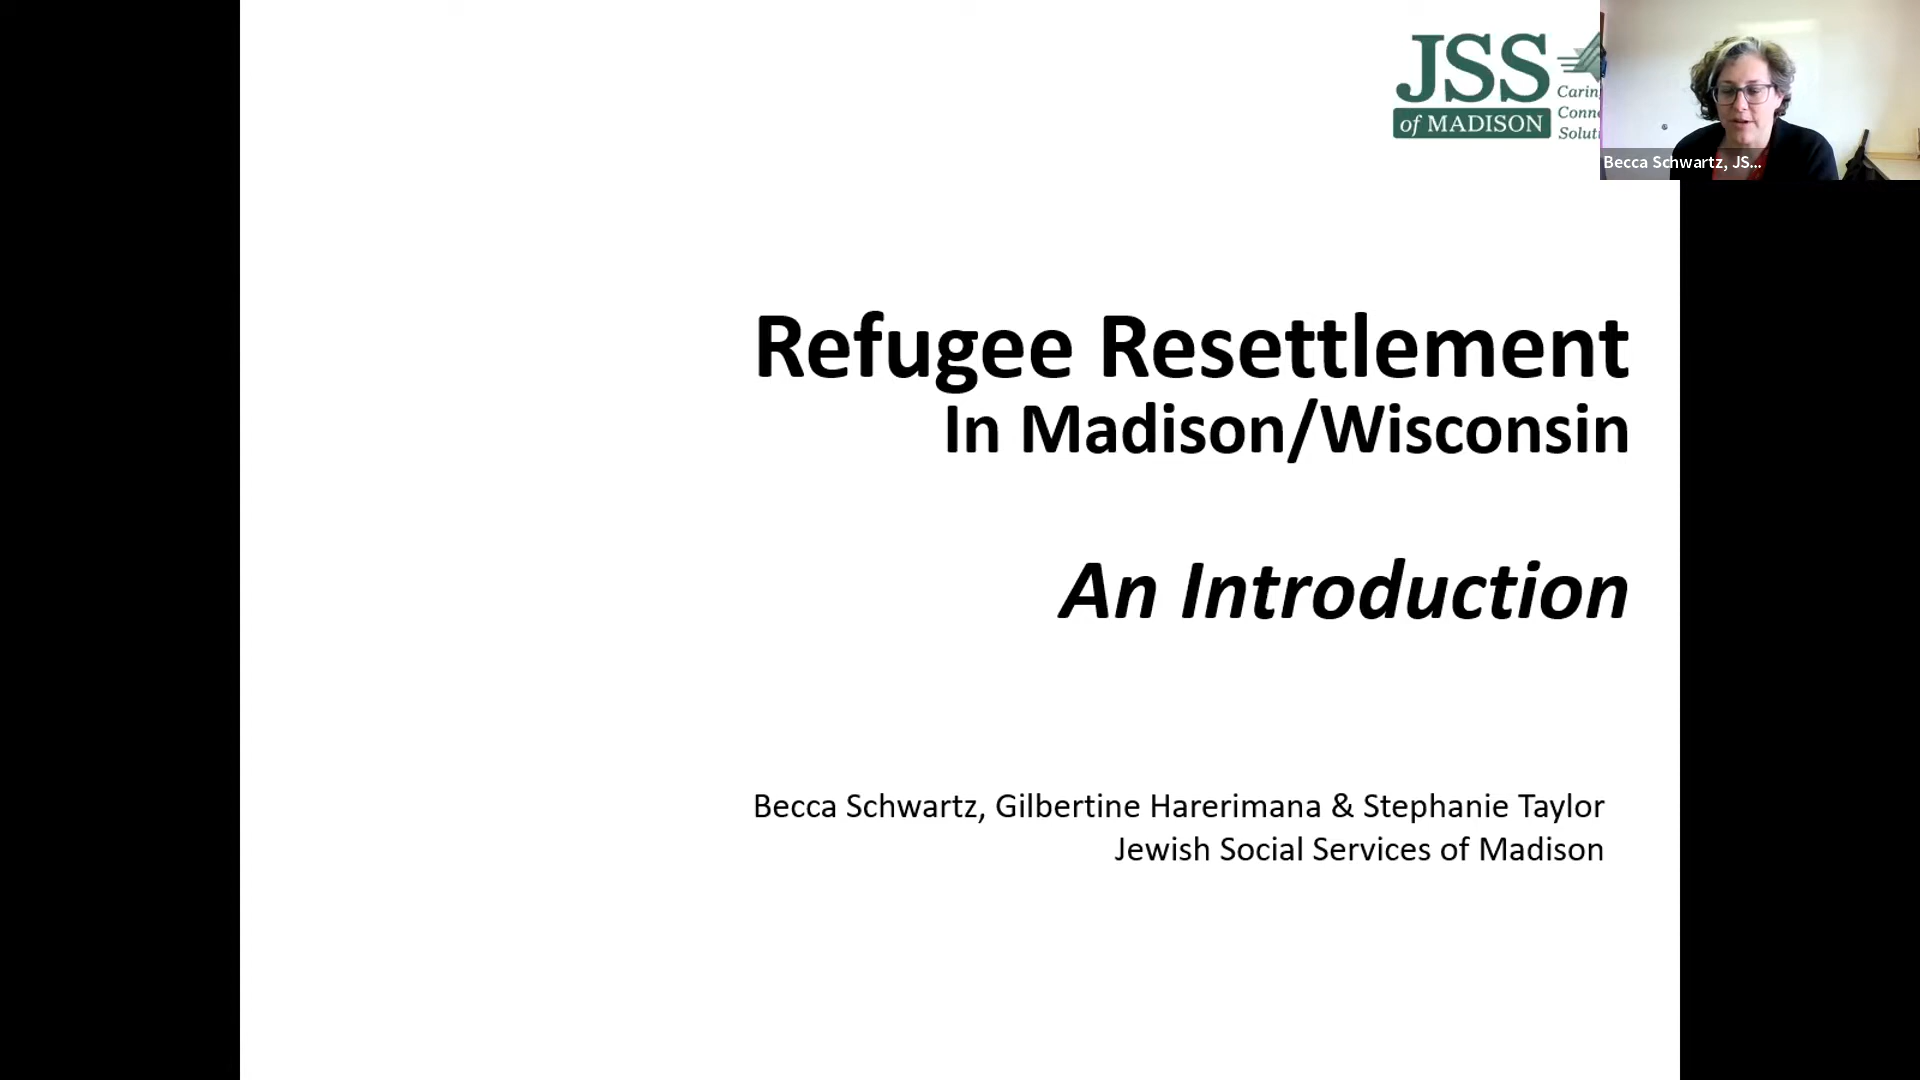 JSS
of MADISON
Becca Schwartz, JS...
Refugee Resettlement
In Madison/Wisconsin
An Introduction
Becca Schwartz, Gilbertine Harerimana & Stephanie Taylor
Jewish Social Services of Madison